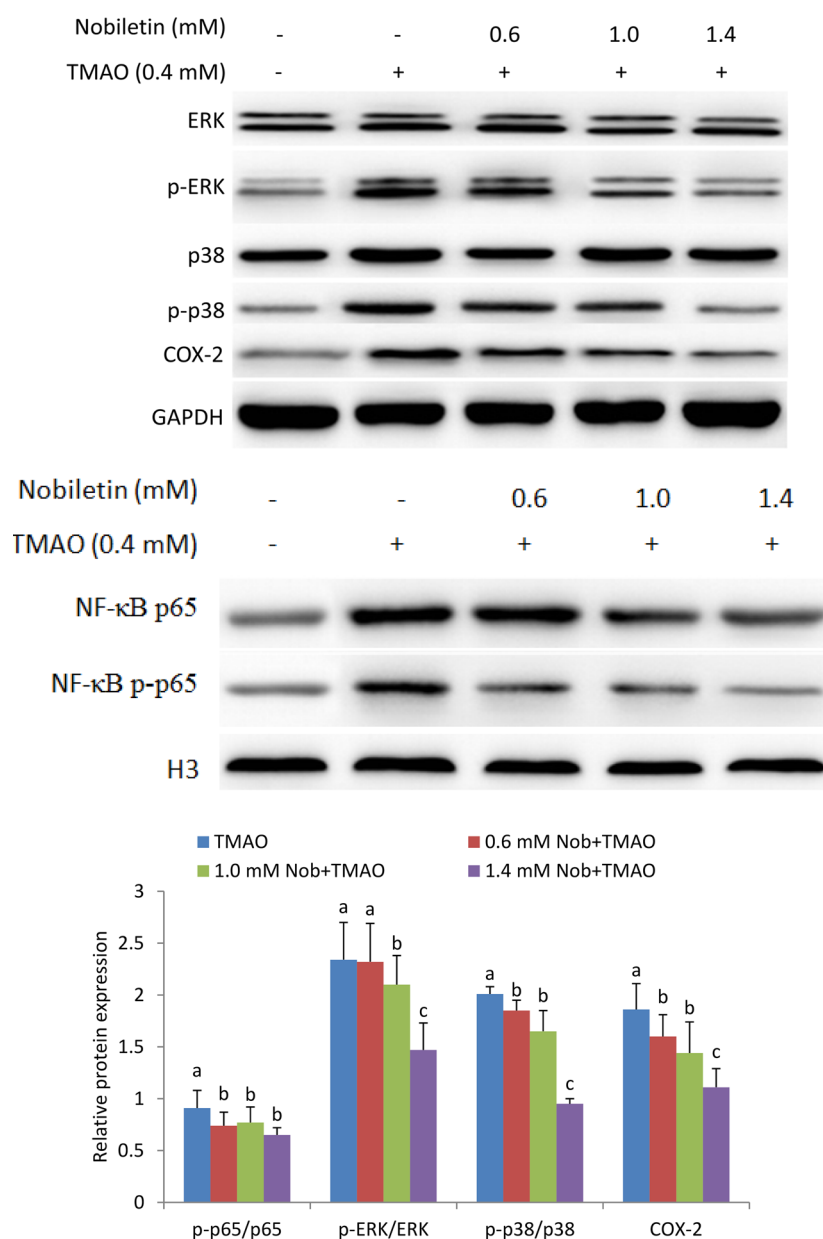 Nobiletin (mM) - - 0.6 1.0 1.4
TMAO (0.4 mM) - + + + +
ERK
p-ERK
p38
p-p38
COX-2
GAPDH
Nobiletin (mM) - - 0.6 1.0 1.4
TMAO (0.4 mM) - + + + +
NF-κB p65
NF-κB p-p65
H3
TMAO 0.6 mM Nob+TMAO
1.0 mM Nob+TMAO 1.4 mM Nob+TMAO
Relative protein expression
3
2.5
2
1.5
1
0.5
0
a b b b
a a b c
a b b c
a b b c
p-p65/p65 p-ERK/ERK p-p38/p38 COX-2